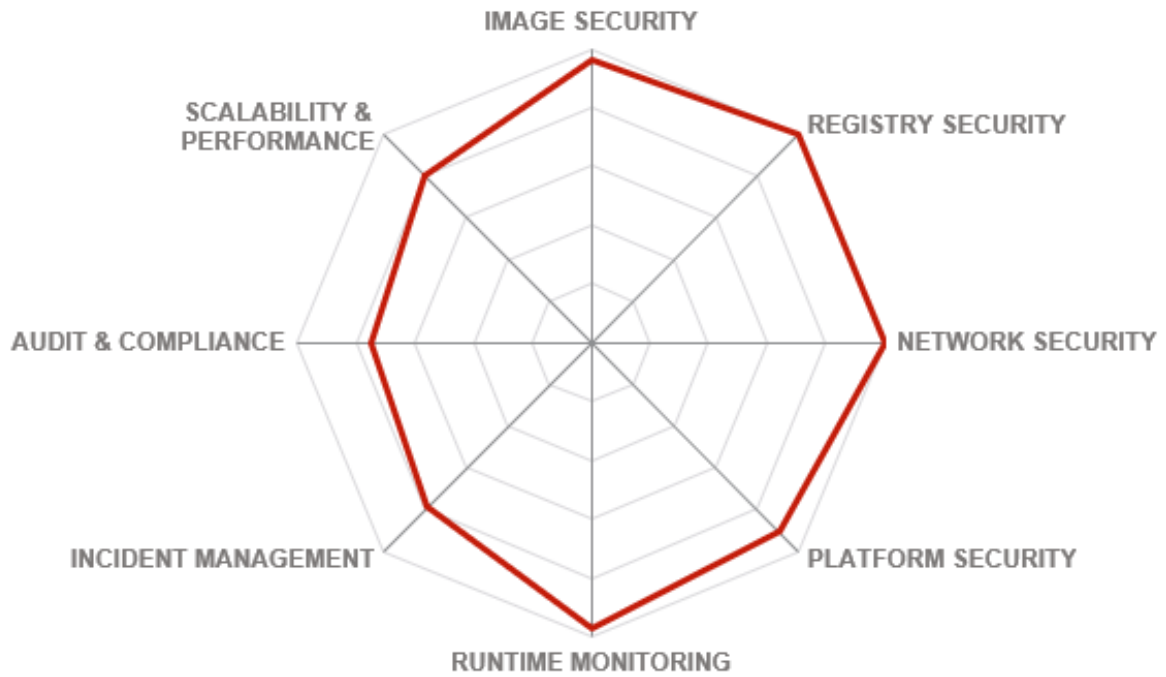 IMAGE SECURITY
SCALABILITY &
PERFORMANCE
REGISTRY SECURITY
AUDIT & COMPLIANCE
NETWORK SECURITY
INCIDENT MANAGEMENT
PLATFORM SECURITY
RUNTIME MONITORING